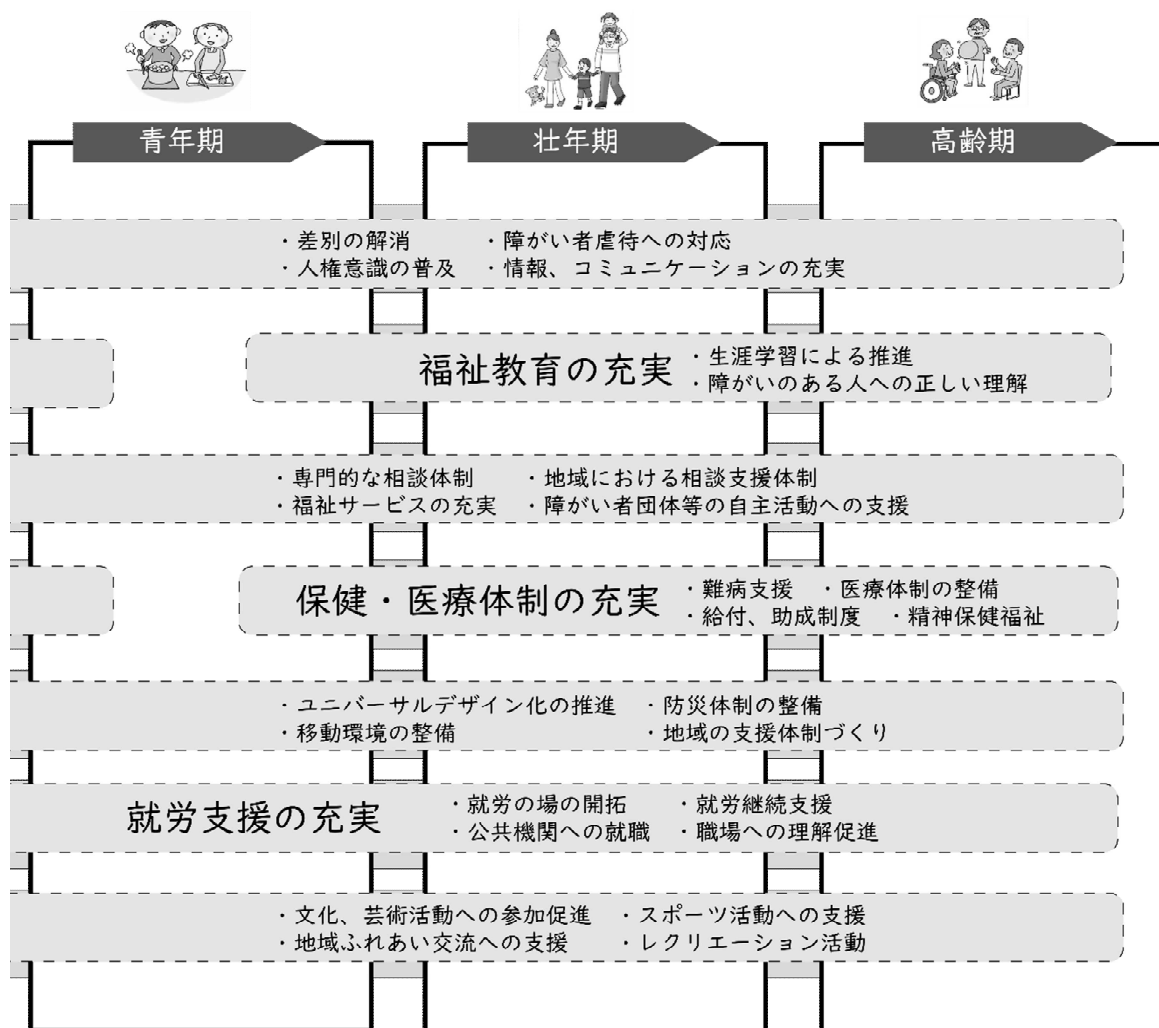 青年期
壮年期
高齢期
・差別の解消 ・障がい者虐待への対応
・人権意識の普及 ・情報、コミュニケーションの充実
福祉教育の充実
・生涯学習による推進
・障がいのある人への正しい理解
・専門的な相談体制 ・地域における相談支援体制
・福祉サービスの充実 ・障がい者団体等の自主活動への支援
保健・医療体制の充実
・難病支援 ・医療体制の整備
・給付、助成制度 ・精神保健福祉
・ユニバーサルデザイン化の推進 ・防災体制の整備
・移動環境の整備 ・地域の支援体制づくり
就労支援の充実
・就労の場の開拓 ・就労継続支援
・公共機関への就職 ・職場への理解促進
・文化、芸術活動への参加促進 ・スポーツ活動への支援
・地域ふれあい交流への支援 ・レクリエーション活動